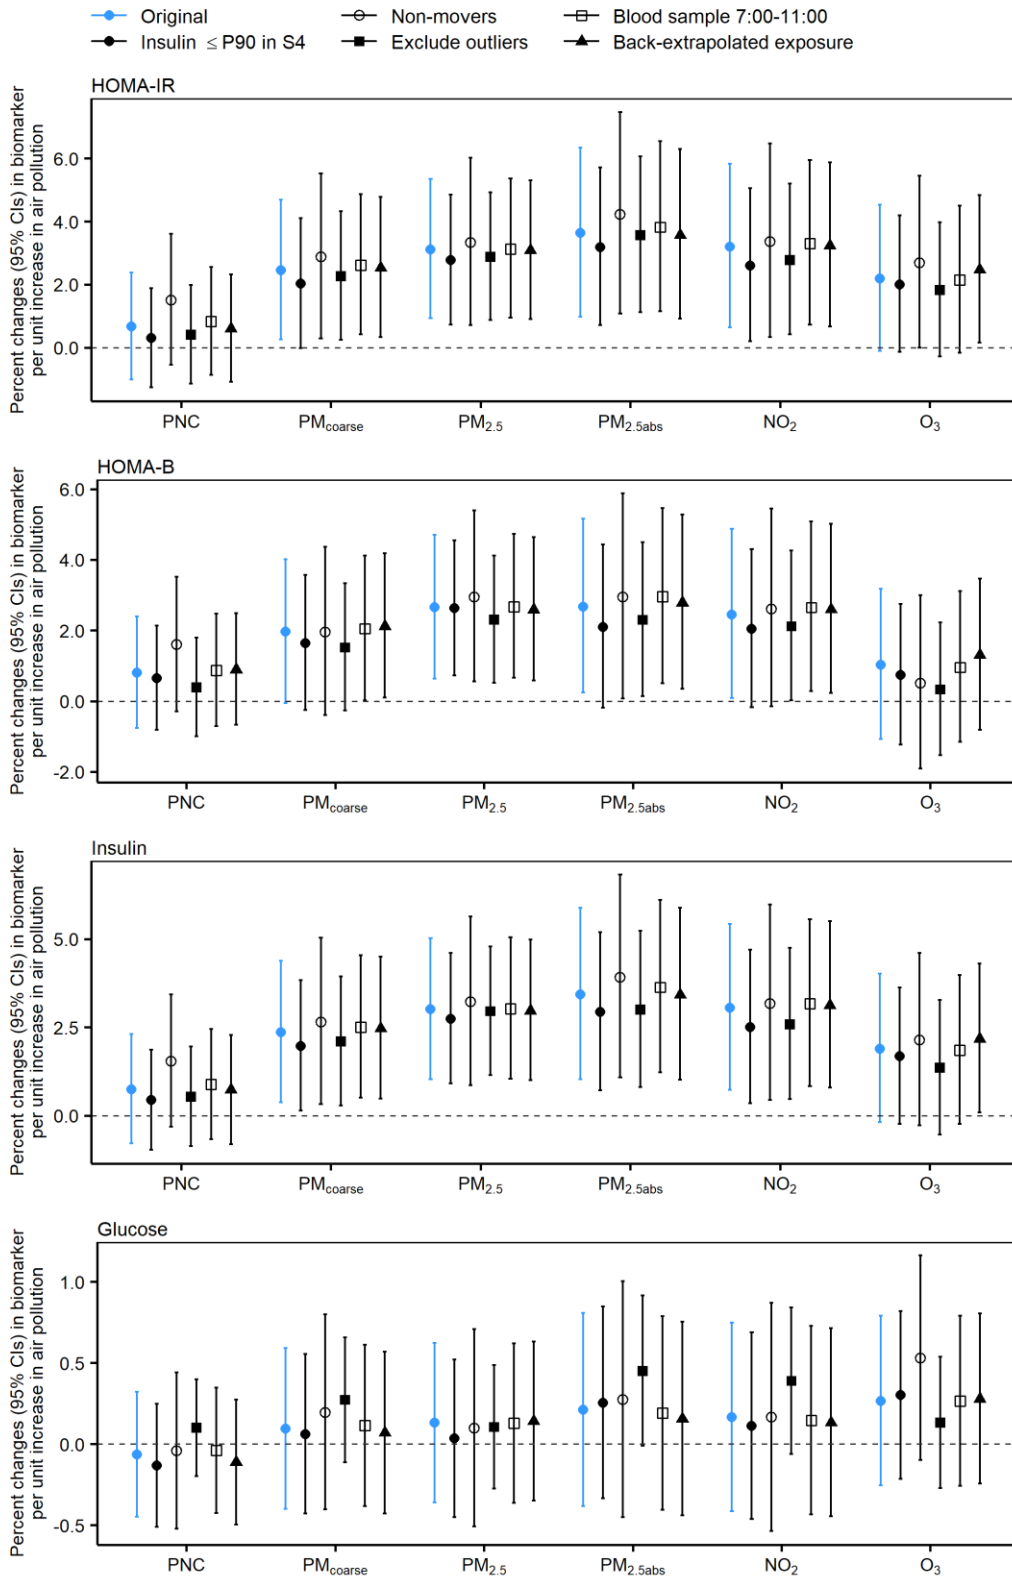 Original Non-movers Blood sample 7:00-11:00
Insulin ≤ P90 in S4 Exclude outliers Back-extrapolated exposure
HOMA-IR
Percent changes (95% CIs) in biomarker
per unit increase in air pollution
6.0
4.0
2.0
0.0
PNC PMcoarse PM2.5 PM2.5abs NO2 O3
HOMA-B
Percent changes (95% CIs) in biomarker
per unit increase in air pollution
6.0
4.0
2.0
0.0
-2.0
PNC PMcoarse PM2.5 PM2.5abs NO2 O3
Insulin
Percent changes (95% CIs) in biomarker
per unit increase in air pollution
5.0
2.5
0.0
PNC PMcoarse PM2.5 PM2.5abs NO2 O3
Glucose
Percent changes (95% CIs) in biomarker
per unit increase in air pollution
1.0
0.5
0.0
-0.5
PNC PMcoarse PM2.5 PM2.5abs NO2 O3